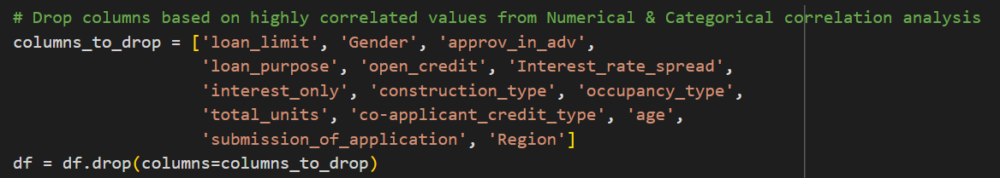 # Drop columns based on highly correlated values from Numerical & Categorical correlation analysis
columns_to_drop = ['loan_limit', 'Gender', 'approv_in_adv',
                   'loan_purpose', 'open_credit', 'Interest_rate_spread',
                   'interest_only', 'construction_type', 'occupancy_type',
                   'total_units', 'co-applicant_credit_type', 'age',
                   'submission_of_application', 'Region']
df = df.drop(columns=columns_to_drop)